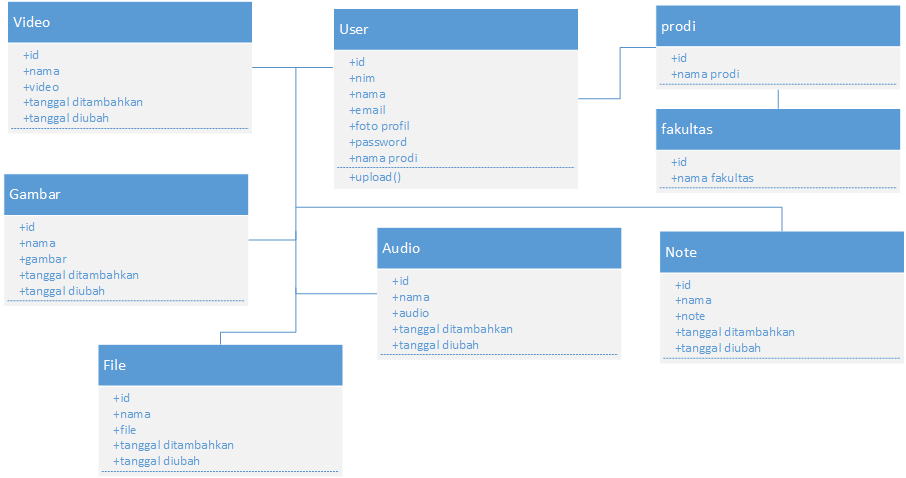 Video
+id
+nama
+video
+tanggal ditambahkan
+tanggal diubah
User
+id
+nim
+nama
+email
+foto profil
+password
+nama prodi
+upload()
prodi
+id
+nama prodi
fakultas
+id
+nama fakultas
Gambar
+id
+nama
+gambar
+tanggal ditambahkan
+tanggal diubah
Audio
+id
+nama
+audio
+tanggal ditambahkan
+tanggal diubah
Note
+id
+nama
+note
+tanggal ditambahkan
+tanggal diubah
File
+id
+nama
+file
+tanggal ditambahkan
+tanggal diubah